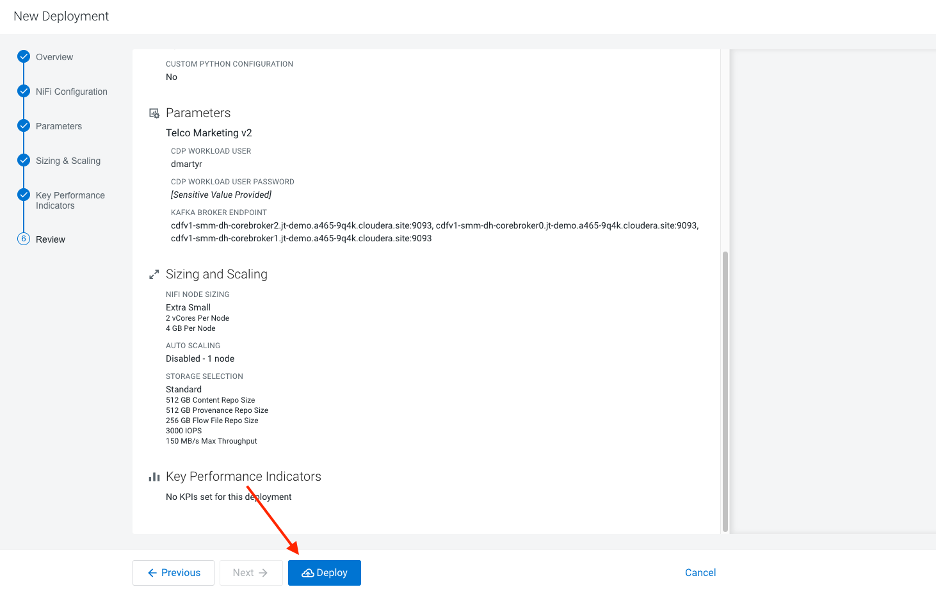 New Deployment
Overview
NiFi Configuration
Parameters
Sizing & Scaling
Key Performance
Indicators
6
Review
CUSTOM PYTHON CONFIGURATION
No
Parameters
Telco Marketing v2
CDP WORKLOAD USER
dmartyr
CDP WORKLOAD USER PASSWORD
[Sensitive Value Provided]
KAFKA BROKER ENDPOINT
cdfv1-smm-dh-corebroker2.jt-demo.a465-9q4k.cloudera.site:9093, cdfv1-smm-dh-corebroker0.jt-demo.a465-9q4k.cloudera.site:9093,
cdfv1-smm-dh-corebroker1.jt-demo.a465-9q4k.cloudera.site:9093
Sizing and Scaling
NIFI NODE SIZING
Extra Small
2 vCores Per Node
4 GB Per Node
AUTO SCALING
Disabled - 1 node
STORAGE SELECTION
Standard
512 GB Content Repo Size
512 GB Provenance Repo Size
256 GB Flow File Repo Size
3000 IOPS
150 MB/s Max Throughput
Key Performance Indicators
No KPIs set for this deployment
Previous
Next
Deploy
Cancel